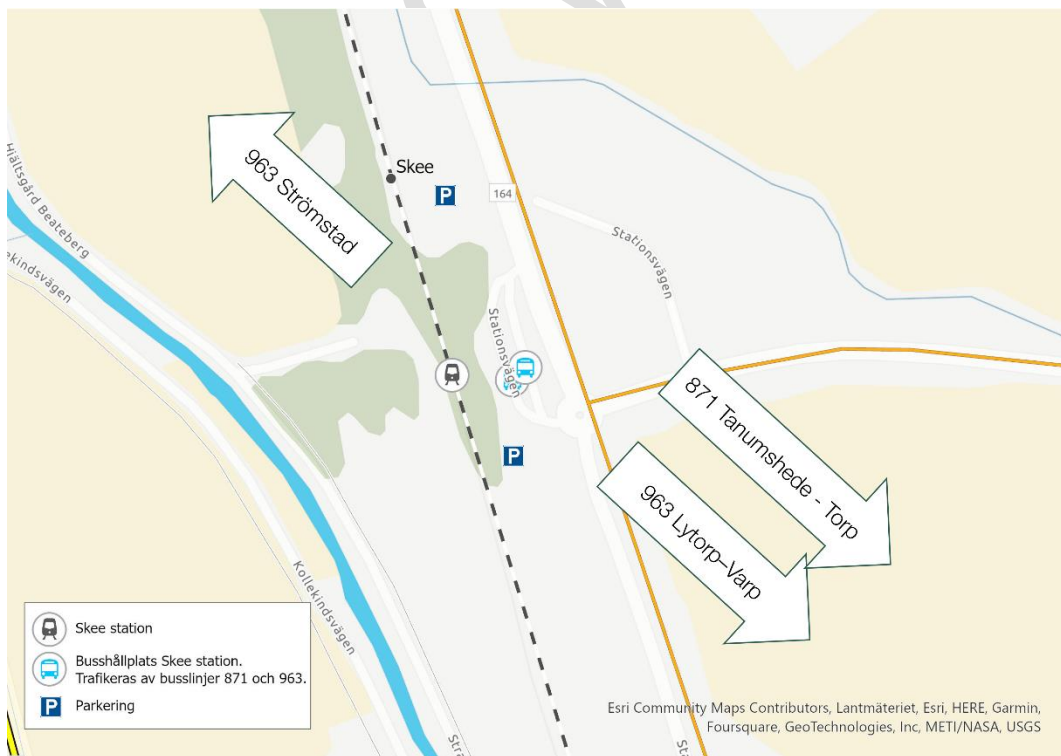 963 Strömstad
Skee
P
164
Stationsvägen
Hjältsgård Beateberg
Stationsvägen
871 Tanumshede - Torp
P
963 Lytorp–Varp
Kollekindsvägen
Skee station
Busshållplats Skee station.
Trafikeras av busslinjer 871 och 963.
P Parkering
Esri Community Maps Contributors, Lantmäteriet, Esri, HERE, Garmin,
Foursquare, GeoTechnologies, Inc, METI/NASA, USGS